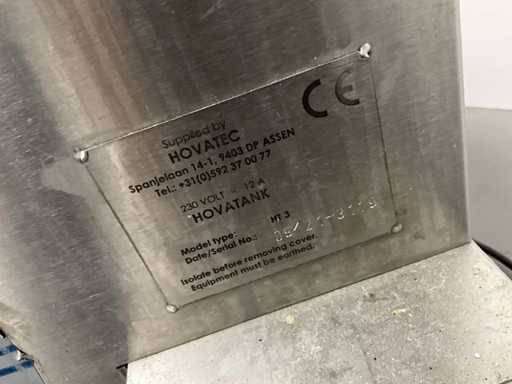 CE
Supplied by
HOVATEC
Spanjelaan 14-1, 9403 DP ASSEN
Tel.: +31(0)592 37 00 77
230 VOLT - 12 A
HOVATANK
Model type: HT 3
Date/Serial No.:
Isolate before removing cover.
Equipment must be earthed.